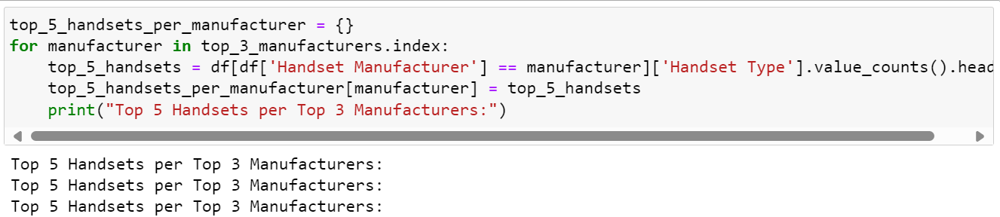 top_5_handsets_per_manufacturer = {}
for manufacturer in top_3_manufacturers.index:
    top_5_handsets = df[df['Handset Manufacturer'] == manufacturer]['Handset Type'].value_counts().head
    top_5_handsets_per_manufacturer[manufacturer] = top_5_handsets
    print("Top 5 Handsets per Top 3 Manufacturers:")
Top 5 Handsets per Top 3 Manufacturers:
Top 5 Handsets per Top 3 Manufacturers:
Top 5 Handsets per Top 3 Manufacturers: